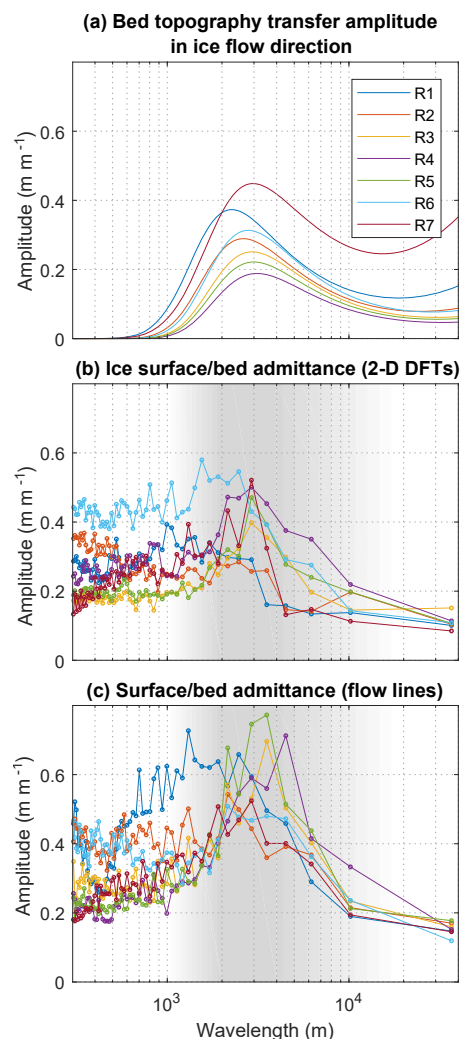 (a) Bed topography transfer amplitude
in ice flow direction
R1
R2
R3
R4
R5
R6
R7
0.6
0.4
0.2
0
Amplitude (m m ⁻¹)
(b) Ice surface/bed admittance (2-D DFTs)
0.6
0.4
0.2
0
Amplitude (m m ⁻¹)
(c) Surface/bed admittance (flow lines)
0.6
0.4
0.2
0
Amplitude (m m ⁻¹)
10³ 10⁴
Wavelength (m)